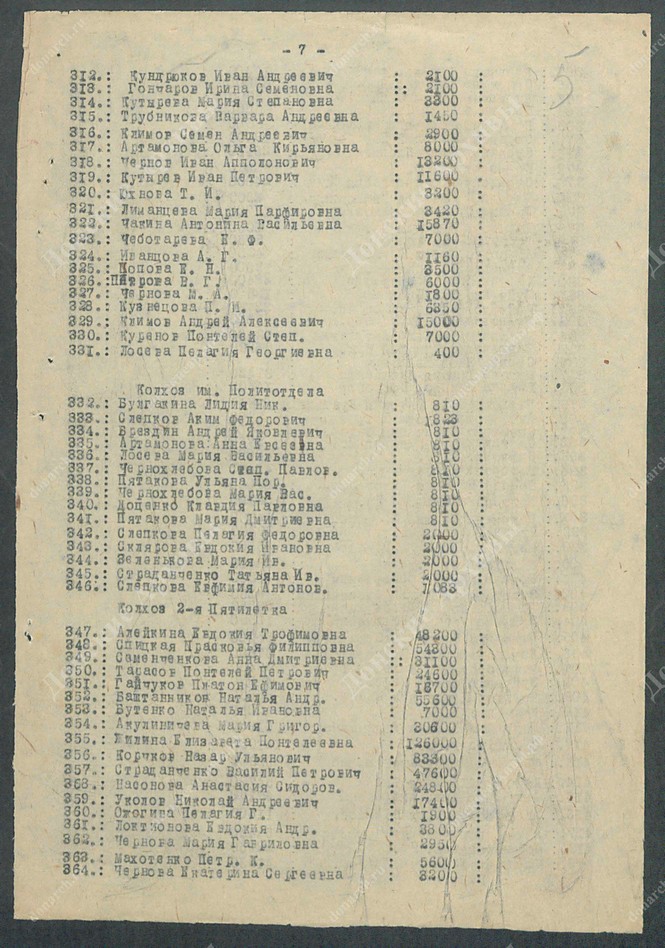 - 7 -
5
312.: Кундрюков Иван Андреевич : 2100 :
313.: Гончаров Ирина Семеновна :: 2100 :
314.: Кутырева Мария Степановна : 3300 :
315.: Трубникова Варвара Андреевна : 1450 :
316.: Климов Семен Андреевич : 2900 :
317.: Артамонова Ольга Кирьяновна : 8000 :
318.: Чернов Иван Апполонович : 13200 :
319.: Кутырев Иван Петрович : 11600 :
320.: Юхнова Т. И. : 3200 :
321.: Лиманцева Мария Парфировна : 3420 :
322.: Чакина Антонина Васильевна : 15870 :
323.: Чеботарева Е. Ф. : 7000 :
324.: Иванцова А. Г. : 1160 :
325.: Попова Е. Н. : 3500 :
326.: Петрова В. Г. : 6000 :
327.: Чернова М. А. : 1800 :
328.: Кузнецова П. И. : 6350 :
329.: Климов Андрей Алексеевич : 15000 :
330.: Куренов Понтелей Степ. : 7000 :
331.: Лосева Пелагия Георгиевна : 400 :
Колхоз им. Политотдела
332.: Булгакина Лидия Ник. : 810 :
333.: Слепков Аким Федорович : 1823 :
334.: Брездин Андрей Яковлевич : 810 :
335.: Артамонова Анна Евсеевна : 810 :
336.: Лосева Мария Васильевна : 810 :
337.: Чернохлебова Степ. Павлов. : 810 :
338.: Пятакова Ульяна Пор. : 810 :
339.: Чернохлебова Мария Вас. : 810 :
340.: Доценко Клавдия Павловна : 810 :
341.: Пятакова Мария Дмитриевна : 810 :
342.: Слепкова Пелагия Федоровна : 2000 :
343.: Склярова Евдокия Ивановна : 2000 :
344.: Зеленькова Мария Ив. : 2000 :
345.: Страданченко Татьяна Ив. : 2000 :
346.: Слепкова Евфимия Антонов. : 7083 :
Колхоз 2-я Пятилетка
347.: Алейкина Евдокия Трофимовна : 48200 :
348.: Спицкая Прасковья Филипповна : 54300 :
349.: Семенченкова Анна Дмитриевна : 31100 :
350.: Тарасов Понтелей Петрович : 24600 :
351.: Гайчуков Платон Ефимович : 18700 :
352.: Баштанников Наталья Андр. : 55600 :
353.: Бутенко Наталья Ивановна : 7000 :
354.: Акулиничева Мария Григор. : 30600 :
355.: Жилина Елизавета Понтелеевна : 126000 :
356.: Корчков Назар Ульянович : 83300 :
357.: Страданченко Василий Петрович : 47600 :
358.: Насонова Анастасия Сидоров. : 24800 :
359.: Уколов Николай Андреевич : 17400 :
360.: Ожогина Пелагия Г. : 1900 :
361.: Локтионова Евдокия Андр. : 3800 :
362.: Чернова Мария Гавриловна : 2950 :
363.: Махотенко Петр. К. : 5600 :
364.: Чернова Екатерина Сергеевна : 3200 :